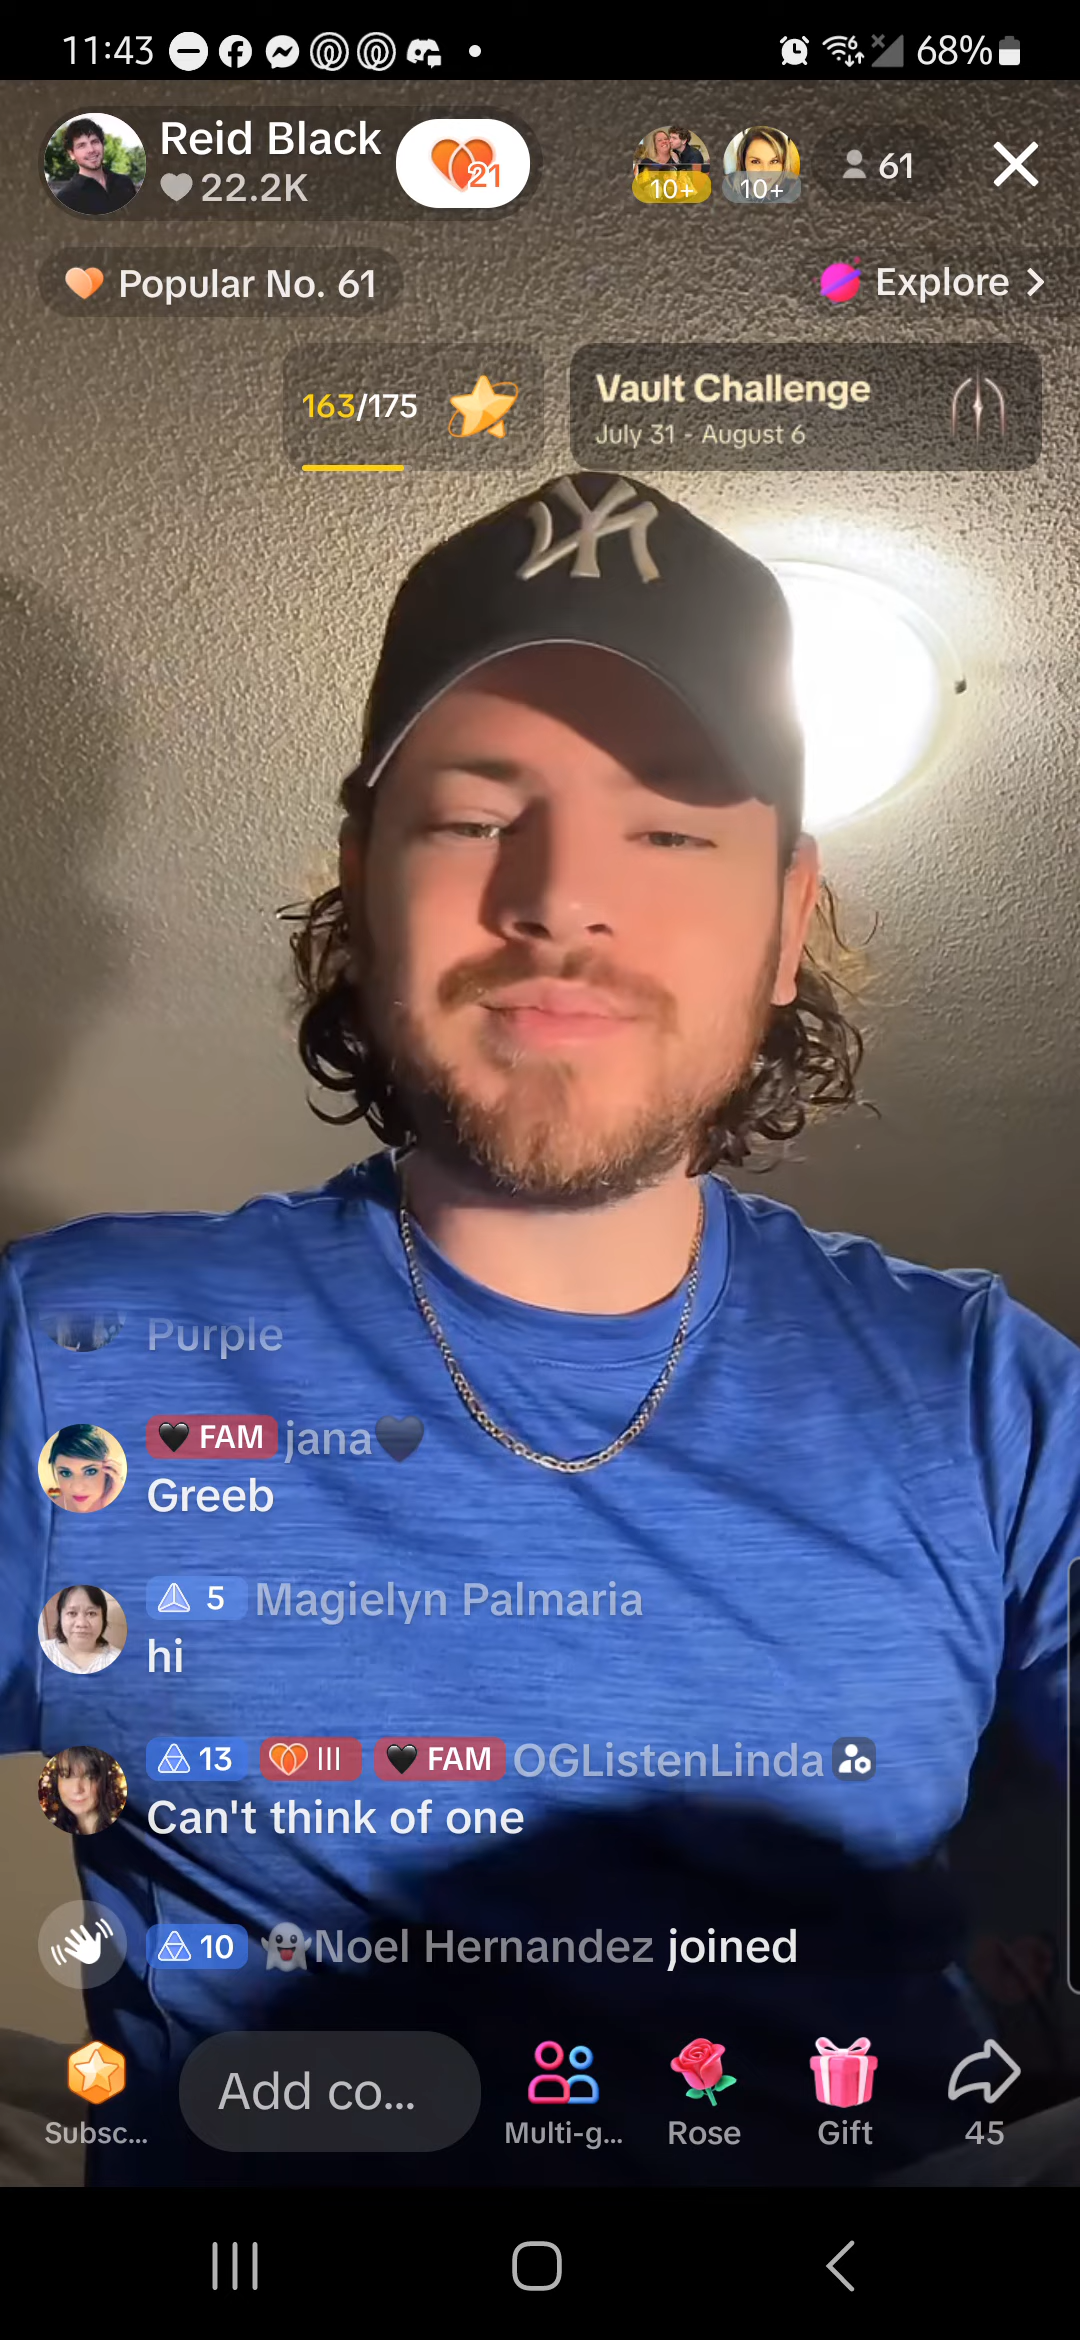 11:43
68%
Reid Black
22.2K
21
10+
10+
61
Popular No. 61
Explore >
163/175
Vault Challenge
July 31 - August 6
NY
Purple
FAM jana
Greeb
5 Magielyn Palmaria
hi
13 III FAM OGListenLinda
Can't think of one
10 Noel Hernandez joined
Subsc...
Add co...
Multi-g...
Rose
Gift
45